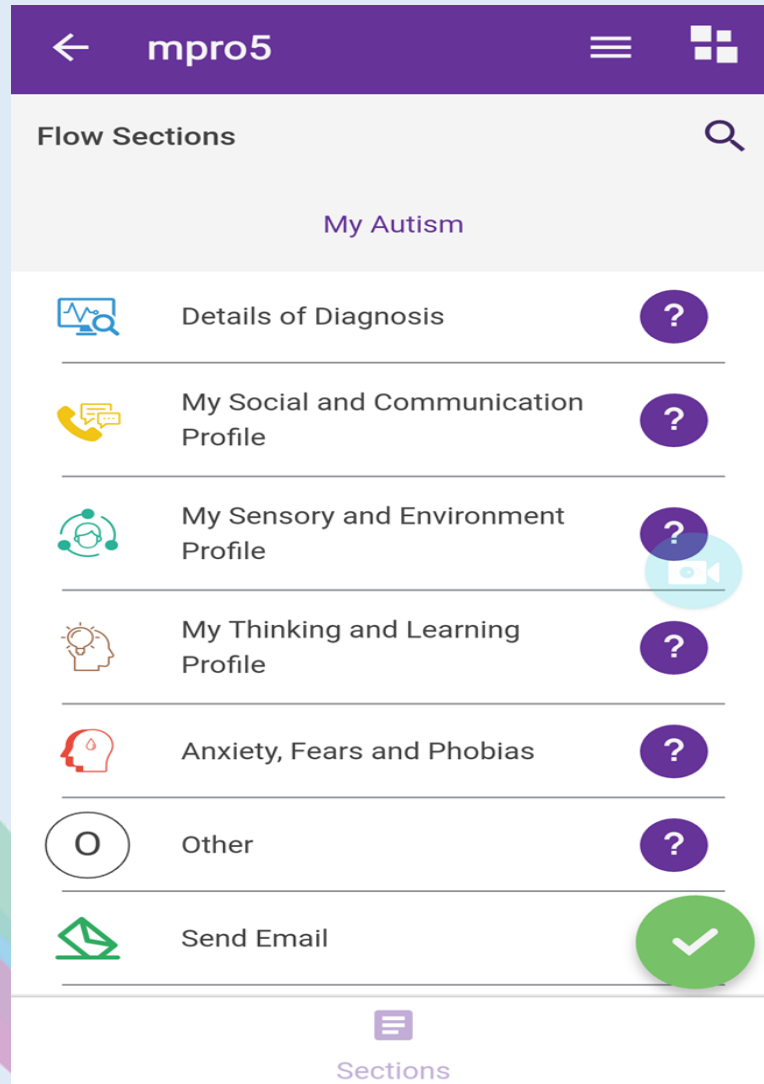 mpro5
Flow Sections
My Autism
Details of Diagnosis
?
My Social and Communication
Profile
?
My Sensory and Environment
Profile
?
My Thinking and Learning
Profile
?
Anxiety, Fears and Phobias
?
O
Other
?
Send Email
Sections